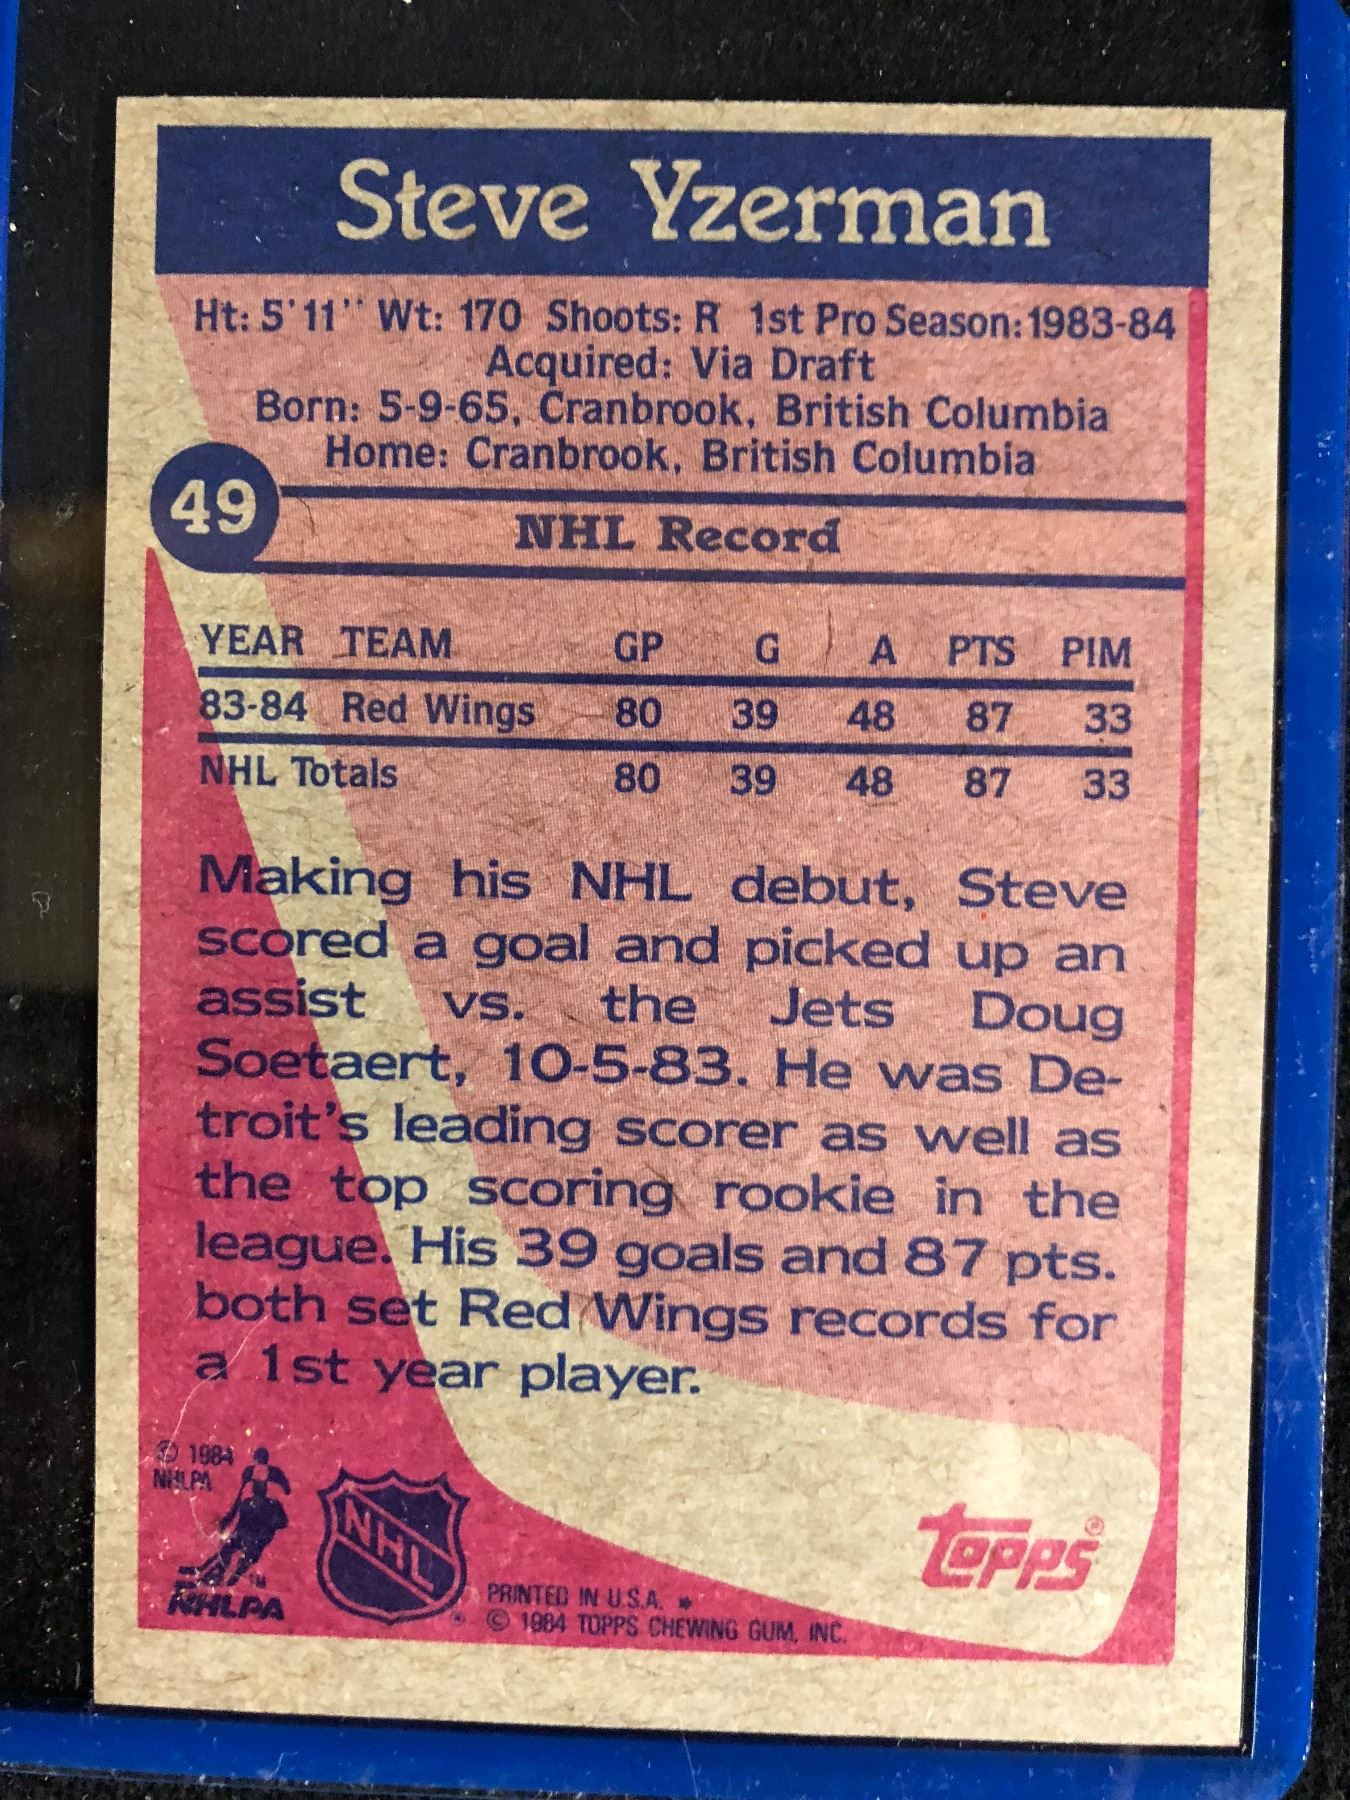 Steve Yzerman
Ht: 5'11'' Wt: 170 Shoots: R 1st Pro Season: 1983-84
Acquired: Via Draft
Born: 5-9-65, Cranbrook, British Columbia
Home: Cranbrook, British Columbia
49
NHL Record
YEAR TEAM GP G A PTS PIM
83-84 Red Wings 80 39 48 87 33
NHL Totals 80 39 48 87 33
Making his NHL debut, Steve
scored a goal and picked up an
assist vs. the Jets Doug
Soetaert, 10-5-83. He was De-
troit's leading scorer as well as
the top scoring rookie in the
league. His 39 goals and 87 pts.
both set Red Wings records for
a 1st year player.
© 1984
NHLPA
NHLPA
TM
NHL
®
topps®
PRINTED IN U.S.A. *
© 1984 TOPPS CHEWING GUM, INC.